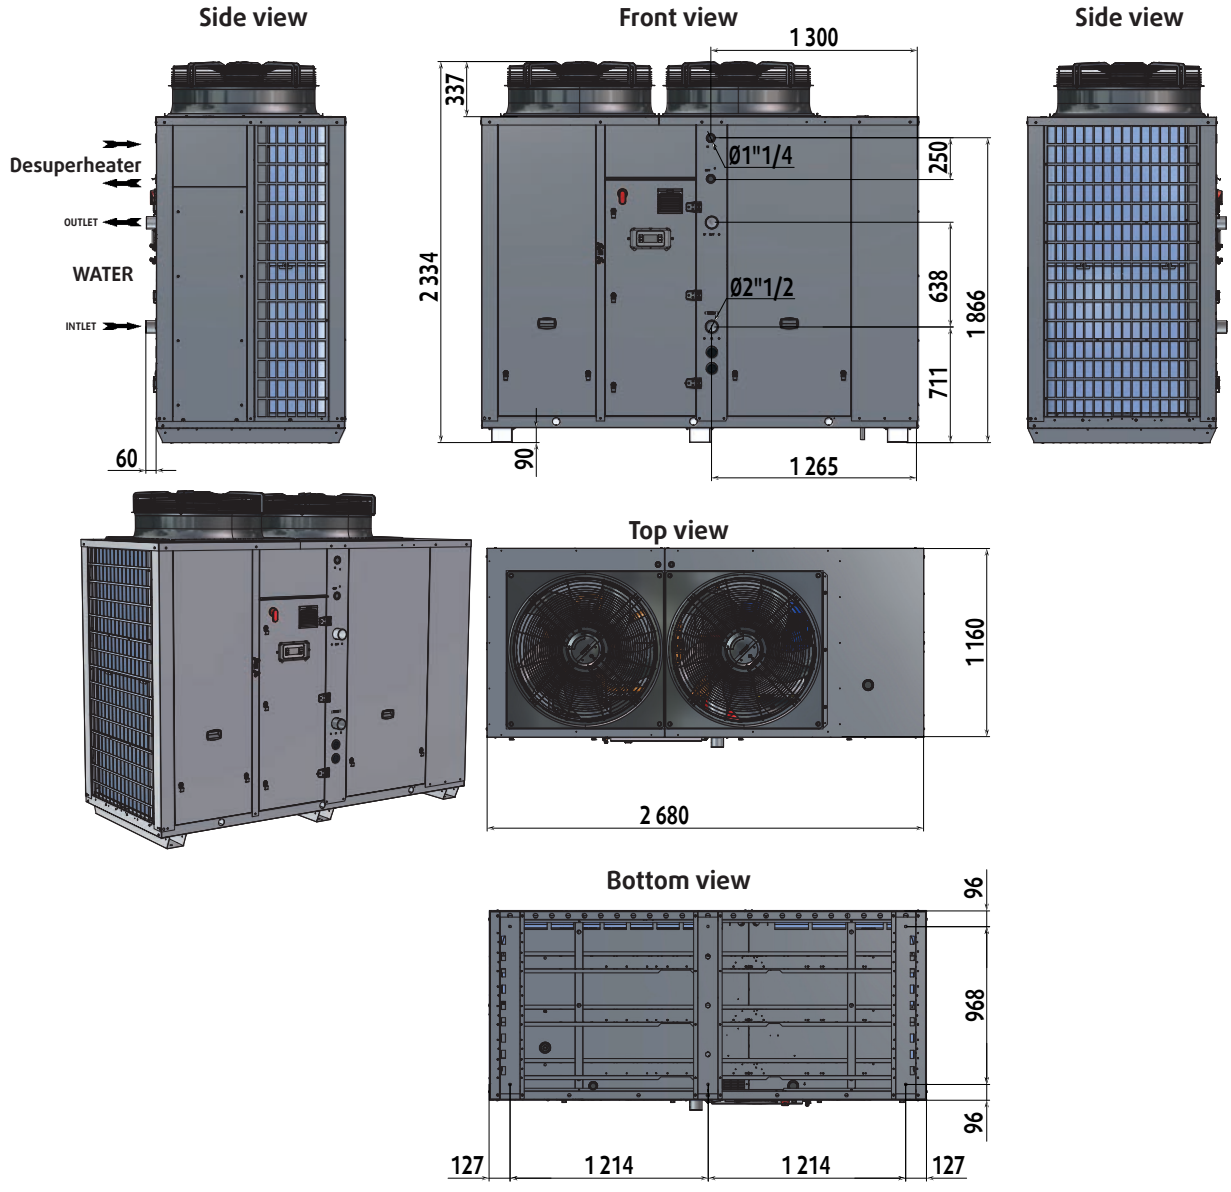 Side view
Front view
Side view
1 300
337
Desuperheater
Ø1"1/4
250
OUTLET
WATER
2 334
638
1 866
Ø2"1/2
INTLET
711
60
90
1 265
Top view
1 160
2 680
Bottom view
96
968
96
127
1 214
1 214
127